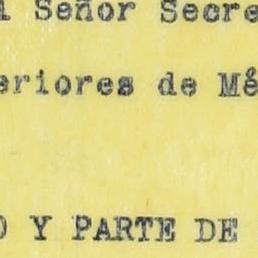 l Señor Secre
eriores de Mé
O Y PARTE DE